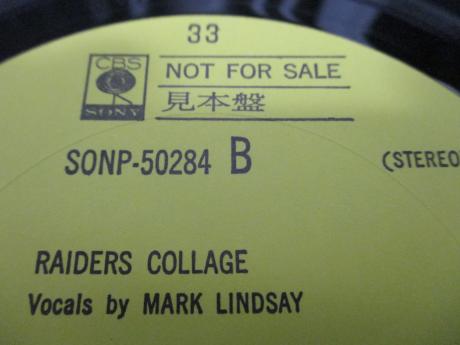 33
CBS
SONY
NOT FOR SALE
見本盤
SONP-50284 B
(STEREO
RAIDERS COLLAGE
Vocals by MARK LINDSAY